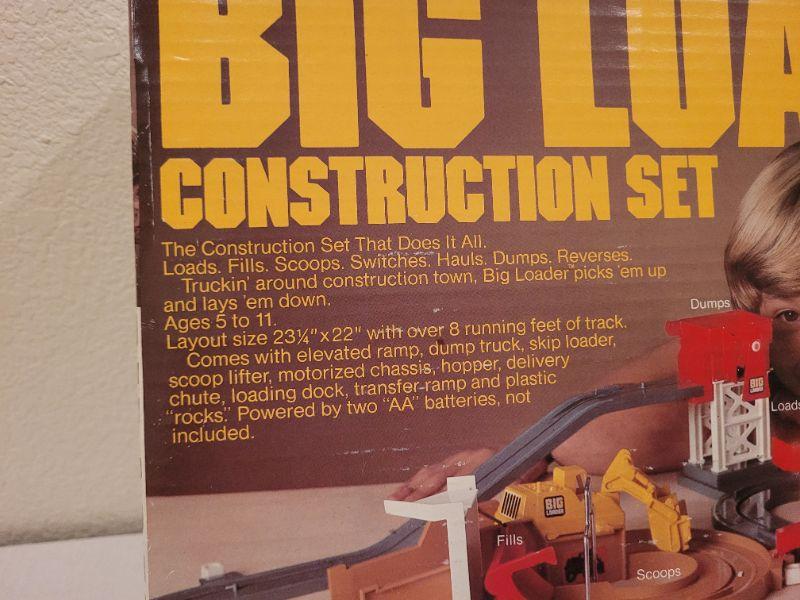 BIG LOA
CONSTRUCTION SET
The Construction Set That Does It All.
Loads. Fills. Scoops. Switches. Hauls. Dumps. Reverses.
Truckin' around construction town, Big Loader™ picks 'em up
and lays 'em down.
Ages 5 to 11.
Layout size 23¼"x22" with over 8 running feet of track.
Comes with elevated ramp, dump truck, skip loader,
scoop lifter, motorized chassis, hopper, delivery
chute, loading dock, transfer-ramp and plastic
"rocks." Powered by two "AA" batteries, not
included.
Dumps
BIG
Loads
BIG
LOADER
Fills
Scoops